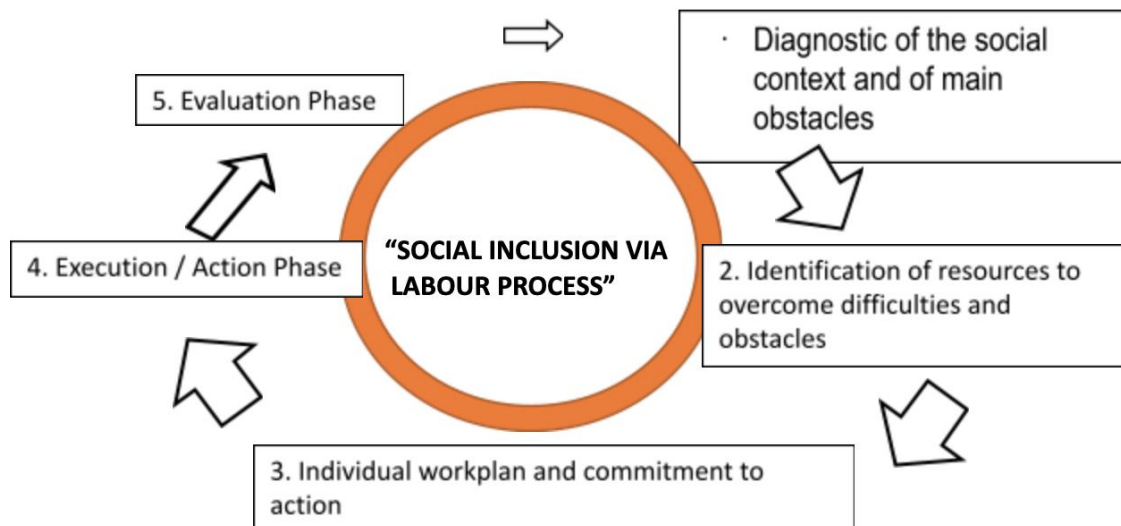 · Diagnostic of the social
context and of main
obstacles
2. Identification of resources to
overcome difficulties and
obstacles
3. Individual workplan and commitment to
action
4. Execution / Action Phase
5. Evaluation Phase
“SOCIAL INCLUSION VIA
LABOUR PROCESS”